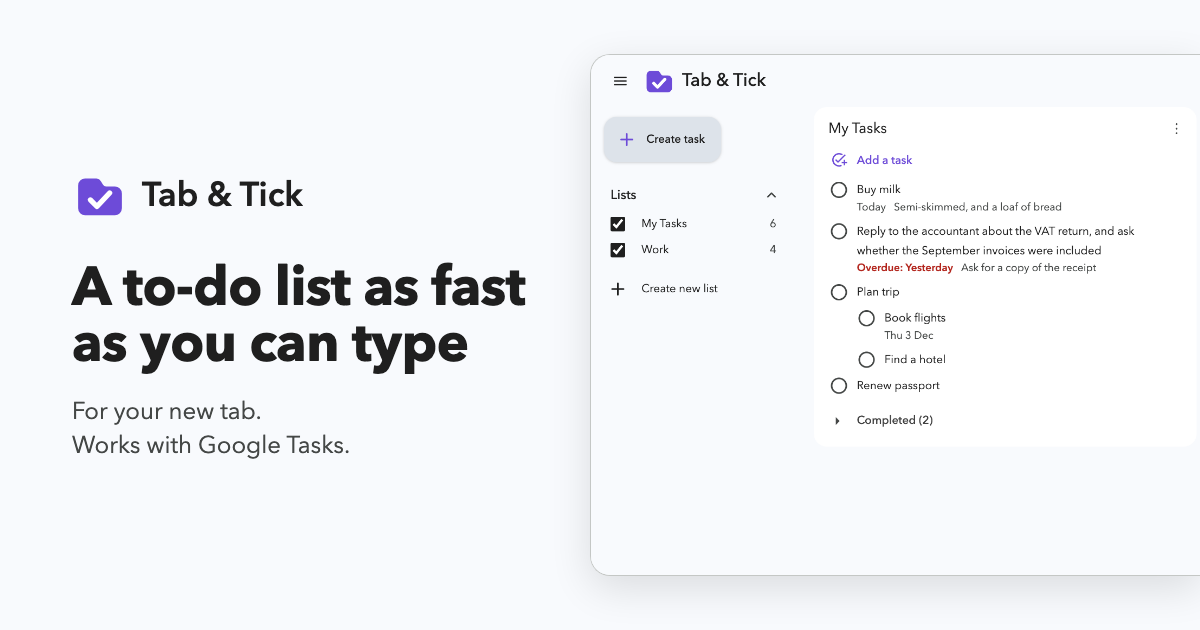 Tab & Tick
A to-do list as fast
as you can type
For your new tab.
Works with Google Tasks.
Tab & Tick
Create task
Lists
My Tasks 6
Work 4
Create new list
My Tasks
Add a task
Buy milk
Today Semi-skimmed, and a loaf of bread
Reply to the accountant about the VAT return, and ask
whether the September invoices were included
Overdue: Yesterday Ask for a copy of the receipt
Plan trip
Book flights
Thu 3 Dec
Find a hotel
Renew passport
Completed (2)